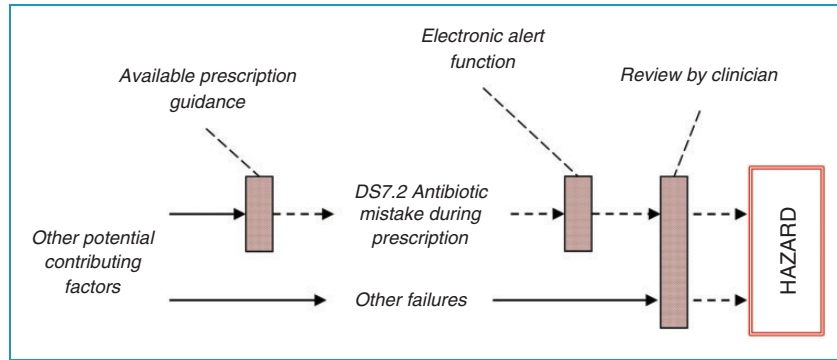 Electronic alert
function
Review by clinician
Available prescription
guidance
DS7.2 Antibiotic
mistake during
prescription
Other potential
contributing
factors
Other failures
HAZARD